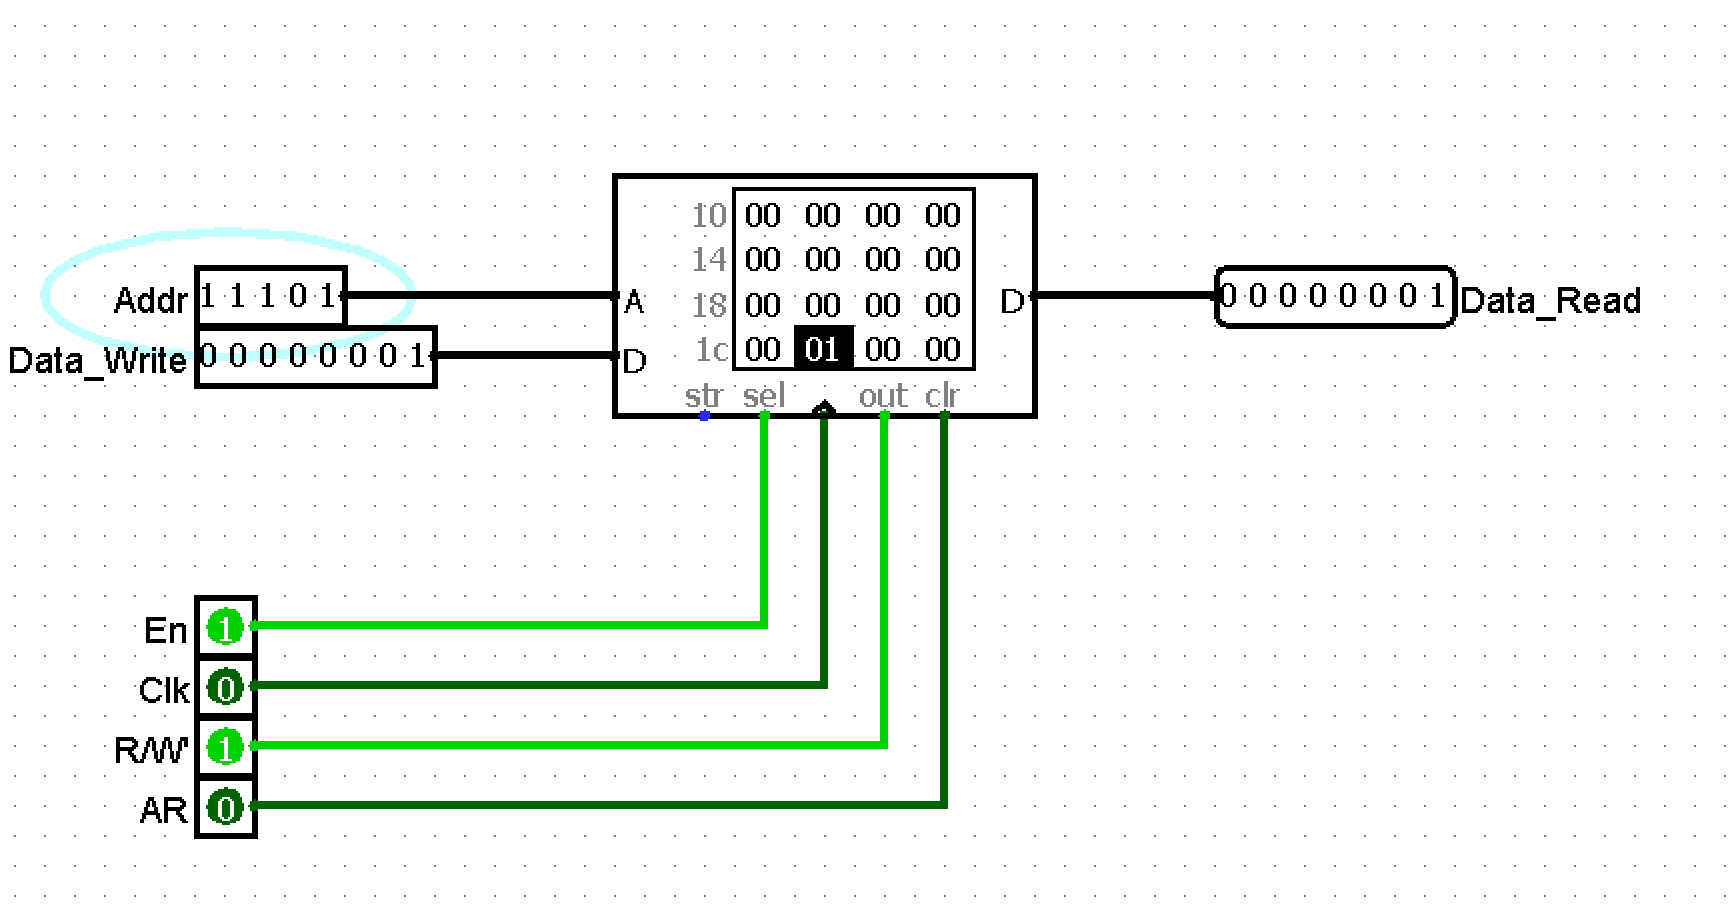 10 00 00 00 00
14 00 00 00 00
18 00 00 00 00
1c 00 01 00 00
Addr 1 1 1 0 1 A D 0 0 0 0 0 0 0 1 Data_Read
Data_Write 0 0 0 0 0 0 0 1 D
str sel out clr
En 1
Clk 0
R/W' 1
AR 0